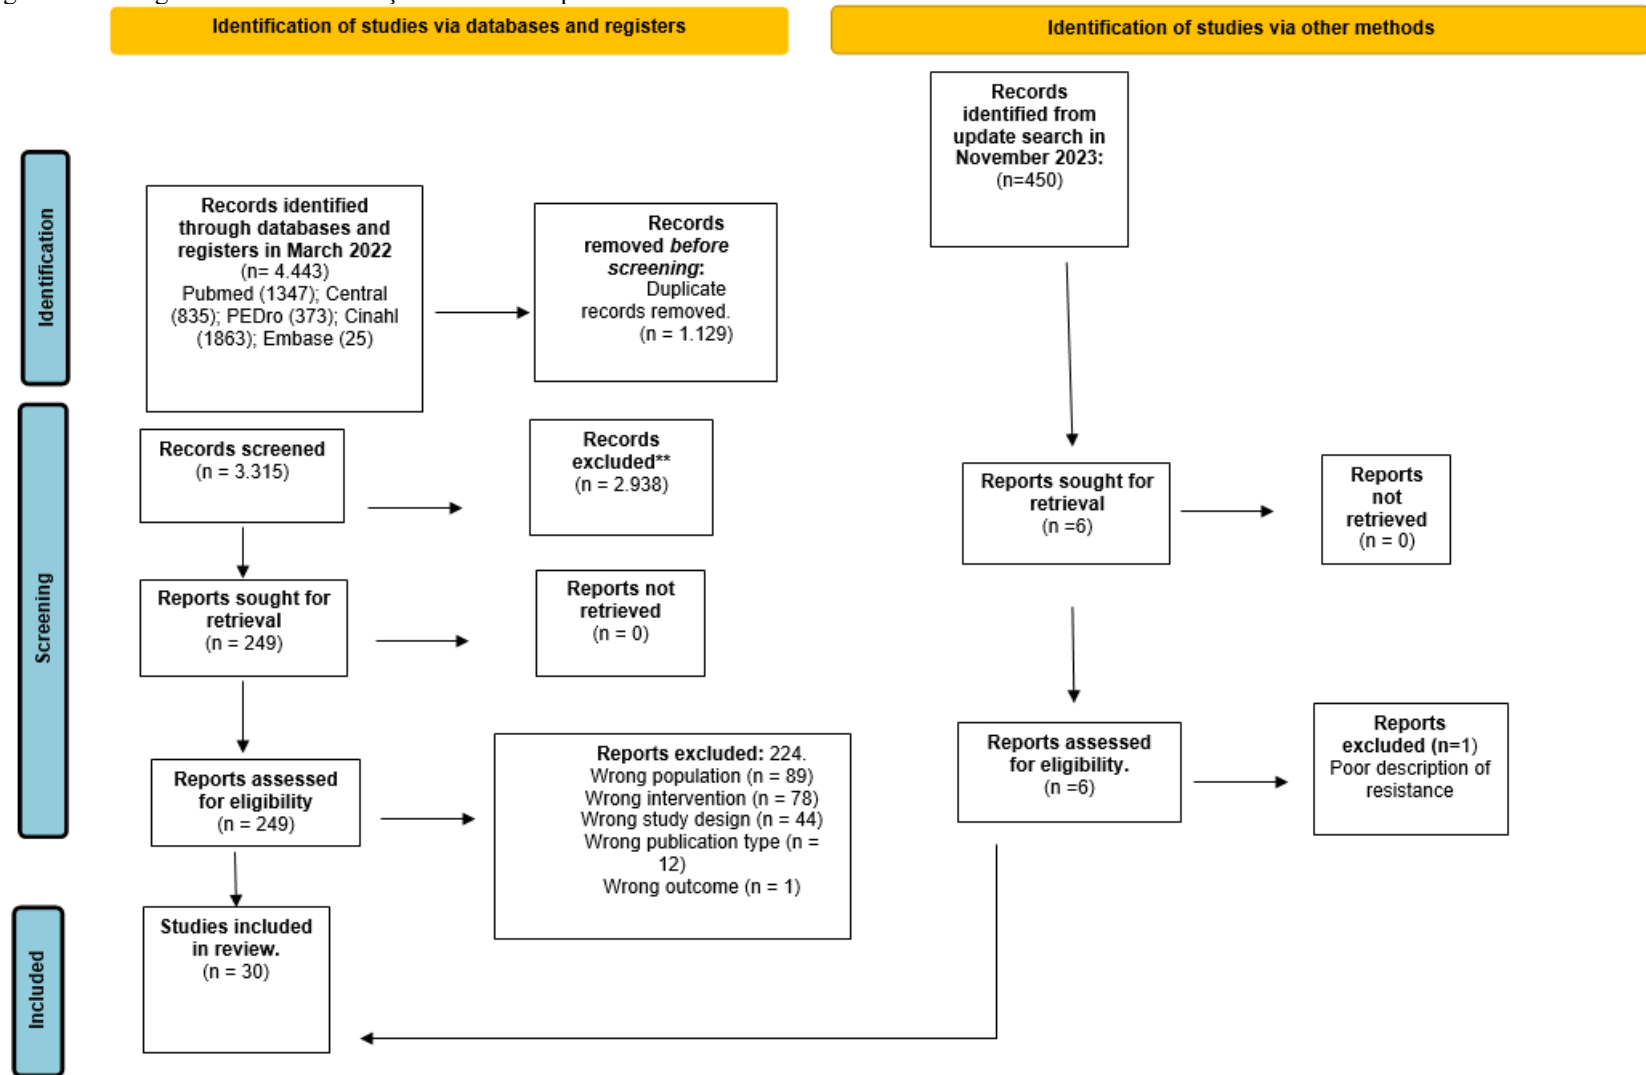 Identification of studies via databases and registers
Identification of studies via other methods
Identification
Records identified
through databases and
registers in March 2022
(n= 4.443)
Pubmed (1347); Central
(835); PEDro (373); Cinahl
(1863); Embase (25)
Records
removed before
screening:
Duplicate
records removed.
(n = 1.129)
Records
identified from
update search in
November 2023:
(n=450)
Screening
Records screened
(n = 3.315)
Records
excluded**
(n = 2.938)
Reports sought for
retrieval
(n = 249)
Reports not
retrieved
(n = 0)
Reports sought for
retrieval
(n =6)
Reports
not
retrieved
(n = 0)
Reports assessed
for eligibility
(n = 249)
Reports excluded: 224.
Wrong population (n = 89)
Wrong intervention (n = 78)
Wrong study design (n = 44)
Wrong publication type (n =
12)
Wrong outcome (n = 1)
Reports assessed
for eligibility.
(n =6)
Reports
excluded (n=1)
Poor description of
resistance
Included
Studies included
in review.
(n = 30)